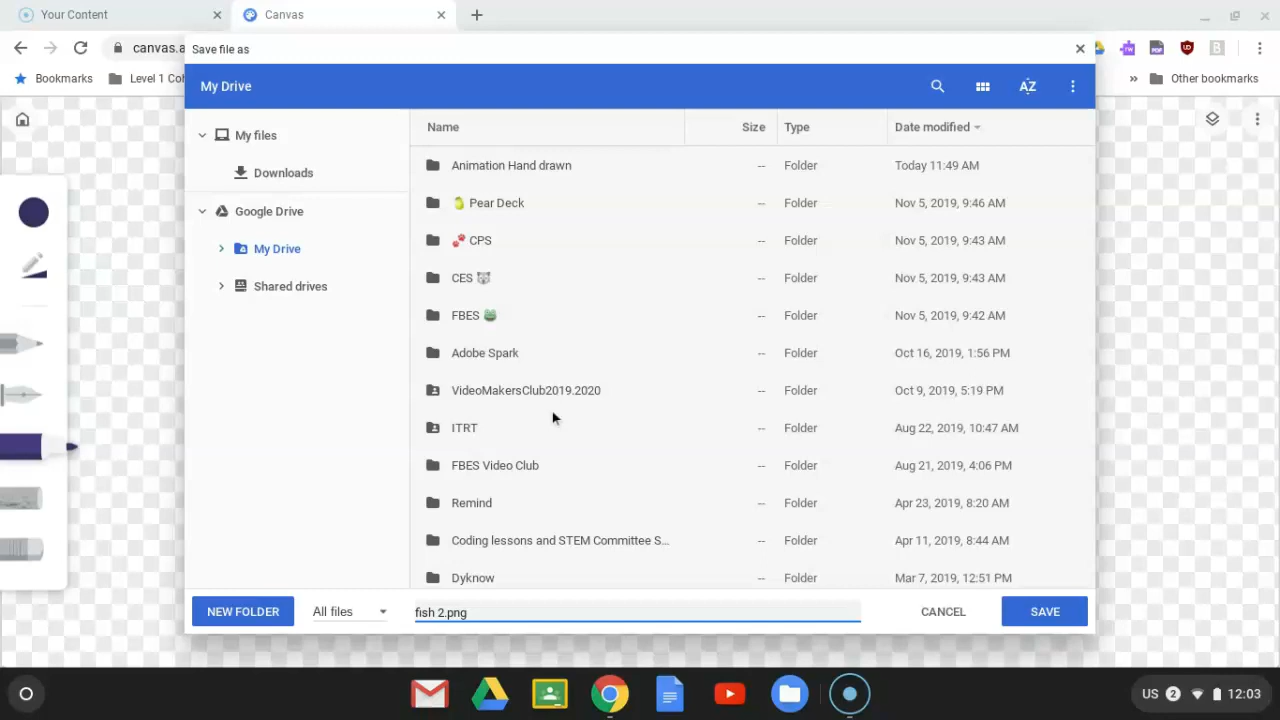 Your Content
Canvas
canvas.a
Save file as
Bookmarks
Level 1 Col
Other bookmarks
My Drive
AZ
My files
Downloads
Google Drive
My Drive
Shared drives
Name Size Type Date modified
Animation Hand drawn -- Folder Today 11:49 AM
🍐 Pear Deck -- Folder Nov 5, 2019, 9:46 AM
🐾 CPS -- Folder Nov 5, 2019, 9:43 AM
CES 🐺 -- Folder Nov 5, 2019, 9:43 AM
FBES 🐸 -- Folder Nov 5, 2019, 9:42 AM
Adobe Spark -- Folder Oct 16, 2019, 1:56 PM
VideoMakersClub2019.2020 -- Folder Oct 9, 2019, 5:19 PM
ITRT -- Folder Aug 22, 2019, 10:47 AM
FBES Video Club -- Folder Aug 21, 2019, 4:06 PM
Remind -- Folder Apr 23, 2019, 8:20 AM
Coding lessons and STEM Committee S... -- Folder Apr 11, 2019, 8:44 AM
Dyknow -- Folder Mar 7, 2019, 12:51 PM
NEW FOLDER All files fish 2.png CANCEL SAVE
US 2 12:03